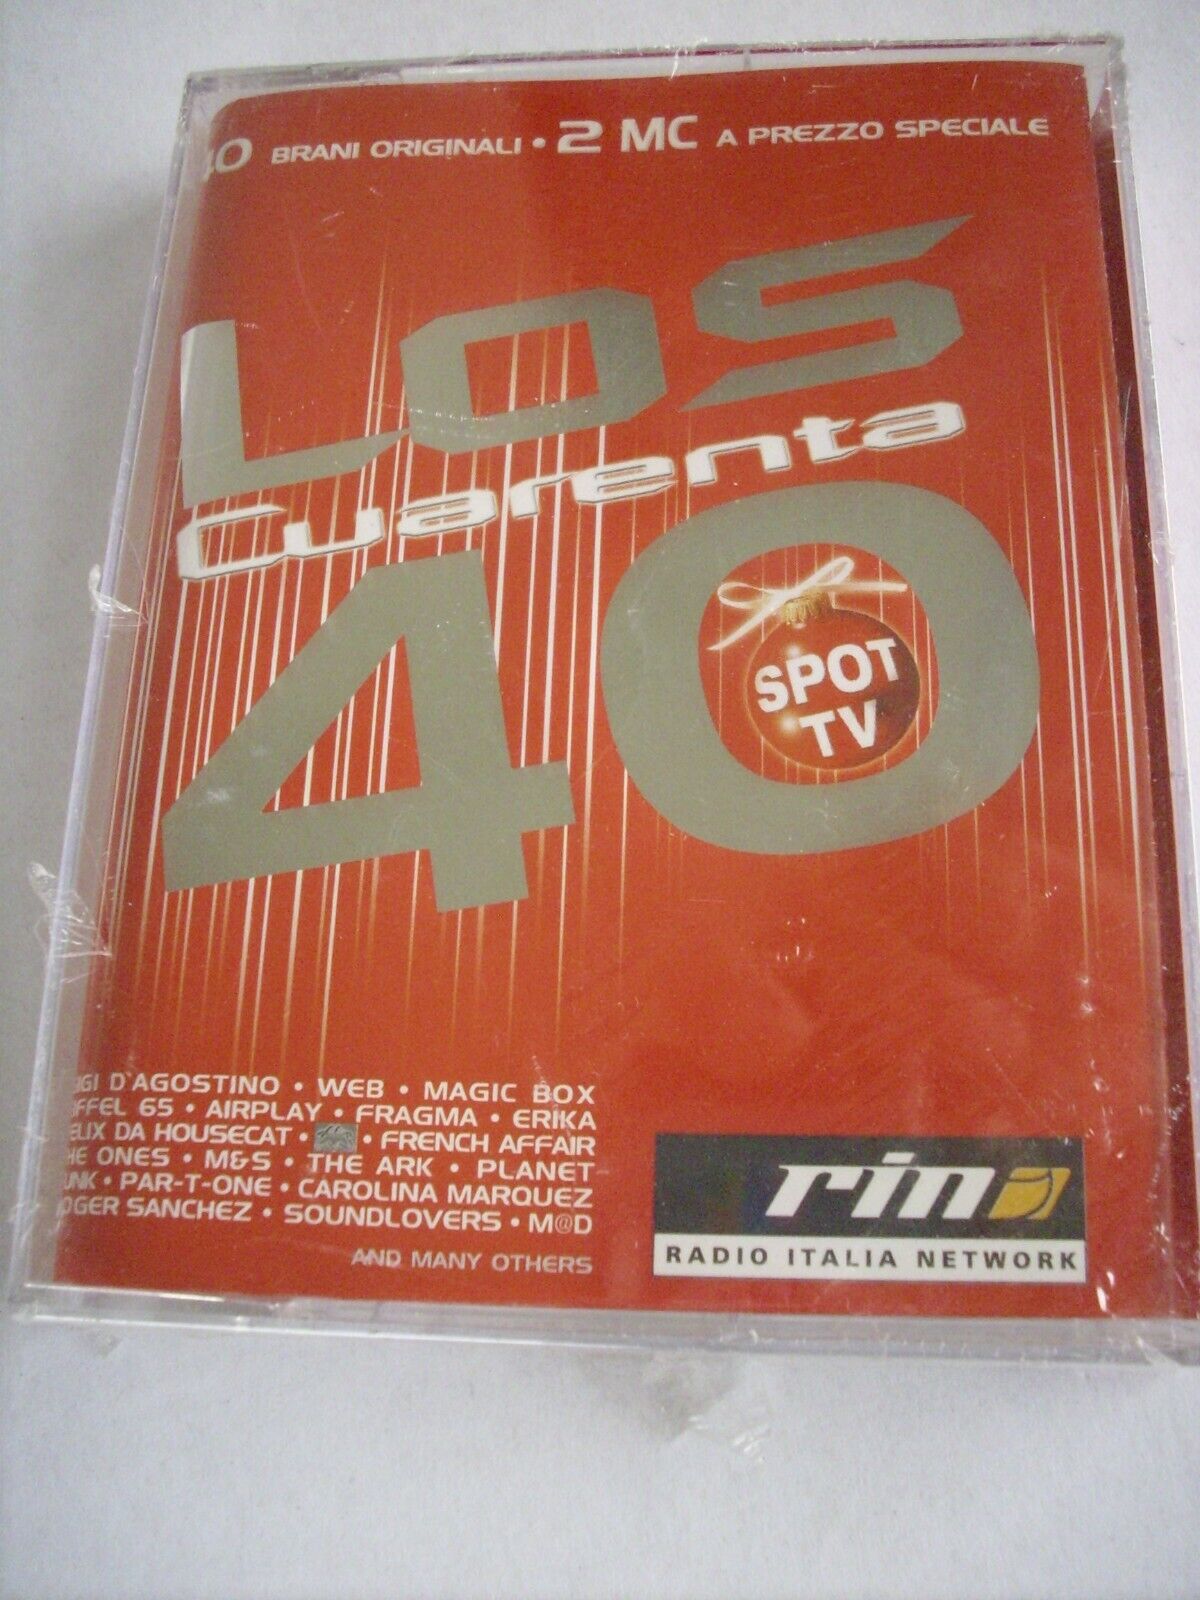 40 BRANI ORIGINALI • 2 MC A PREZZO SPECIALE
LOS
Cuarenta
40
SPOT
TV
D'AGOSTINO • WEB • MAGIC BOX
65 • AIRPLAY • FRAGMA • ERIKA
DA HOUSECAT • • FRENCH AFFAIR
ONES • M&S • THE ARK • PLANET
• PAR-T-ONE • CAROLINA MARQUEZ
SANCHEZ • SOUNDLOVERS • M@D
AND MANY OTHERS
rin
RADIO ITALIA NETWORK